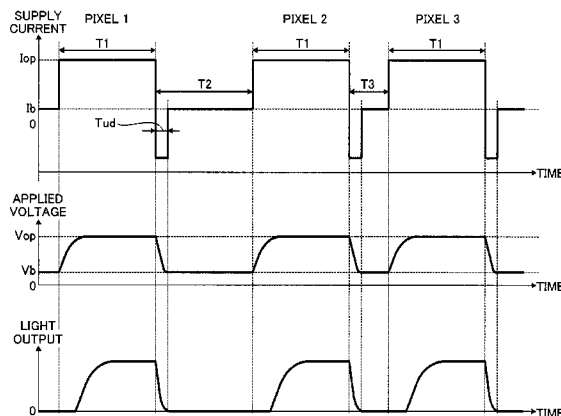 SUPPLY
CURRENT
PIXEL 1
PIXEL 2
PIXEL 3
T1
T1
T1
Iop
T2
T3
Ib
0
Tud
TIME
APPLIED
VOLTAGE
Vop
Vb
0
TIME
LIGHT
OUTPUT
0
TIME